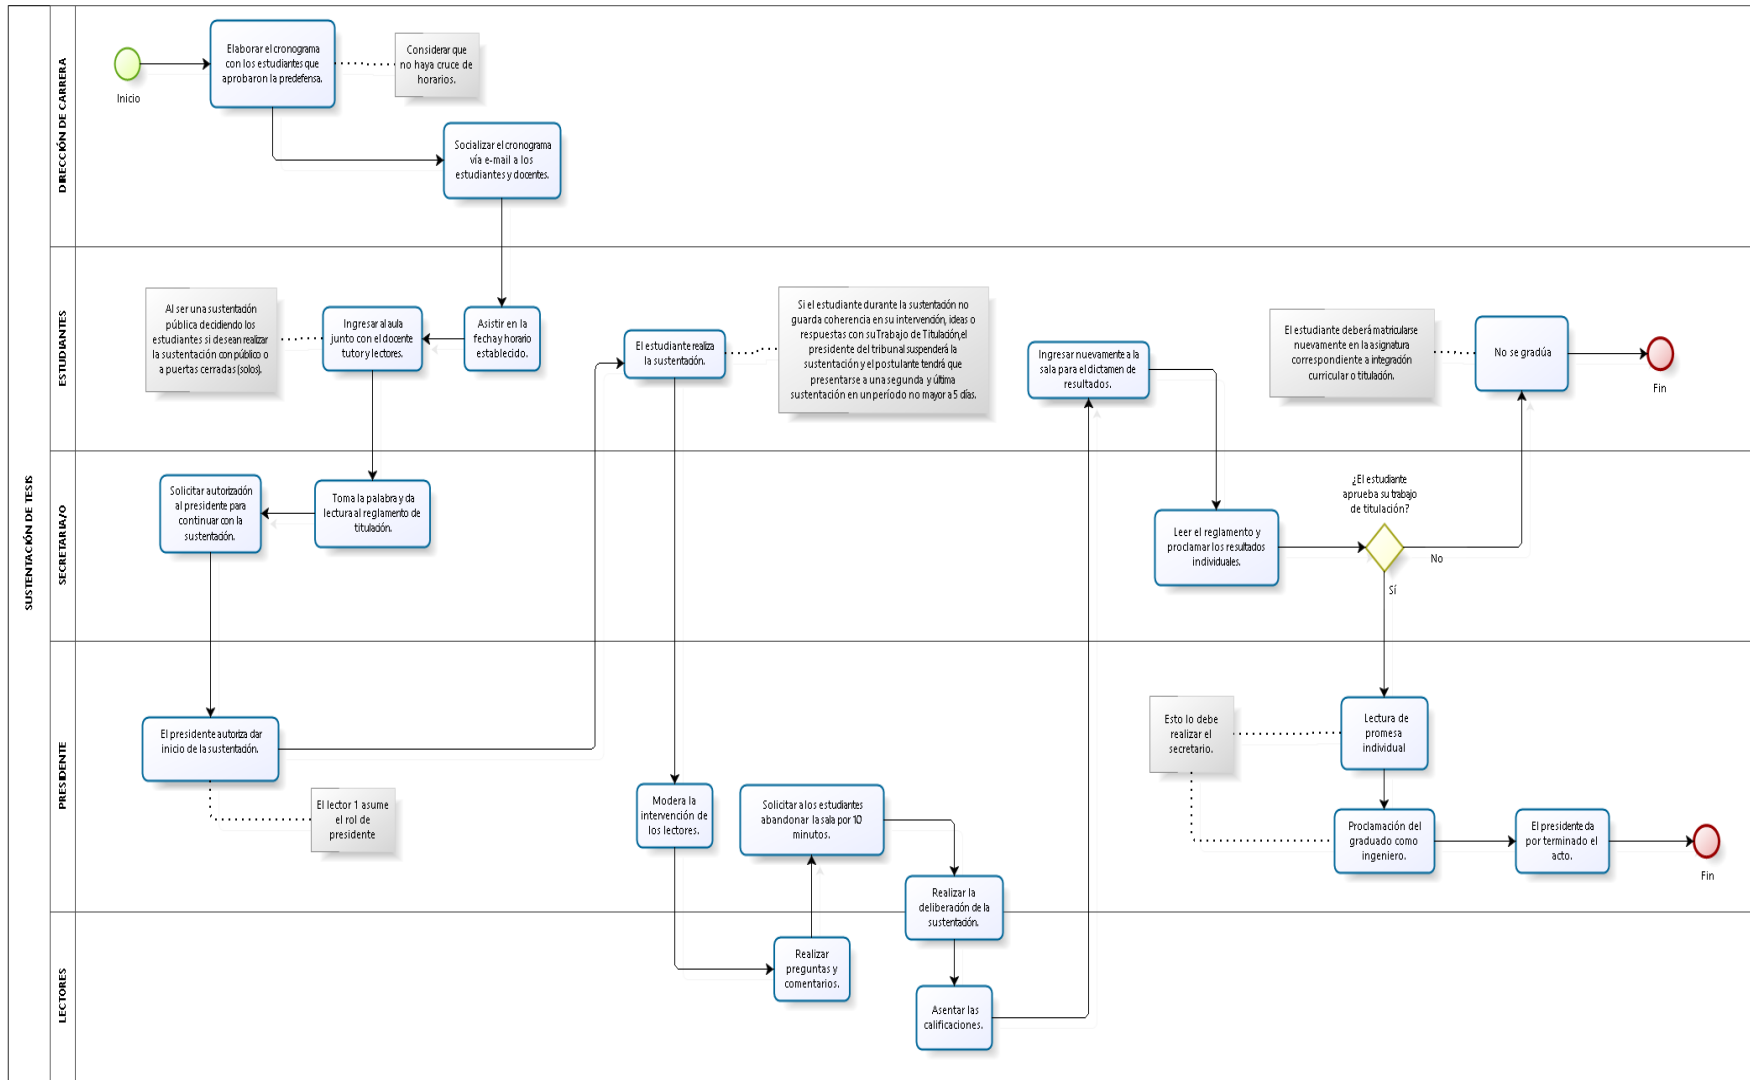 SUSTENTACIÓN DE TESIS
DIRECCIÓN DE CARRERA
Inicio
Elaborar el cronograma
con los estudiantes que
aprobaron la predefensa.
Considerar que
no haya cruce de
horarios.
Socializar el cronograma
vía e-mail a los
estudiantes y docentes.
ESTUDIANTES
Al ser una sustentación
pública decidiendo los
estudiantes si desean realizar
la sustentación con público o
a puertas cerradas (solos).
Ingresar al aula
junto con el docente
tutor y lectores.
Asistir en la
fecha y horario
establecido.
El estudiante realiza
la sustentación.
Si el estudiante durante la sustentación no
guarda coherencia en su intervención, ideas o
respuestas con su Trabajo de Titulación, el
presidente del tribunal suspenderá la
sustentación y el postulante tendrá que
presentarse a una segunda y última
sustentación en un período no mayor a 5 días.
Ingresar nuevamente a la
sala para el dictamen de
resultados.
El estudiante deberá matricularse
nuevamente en la asignatura
correspondiente a integración
curricular o titulación.
No se gradúa
Fin
SECRETARIA/O
Solicitar autorización
al presidente para
continuar con la
sustentación.
Toma la palabra y da
lectura al reglamento de
titulación.
Leer el reglamento y
proclamar los resultados
individuales.
¿El estudiante
aprueba su trabajo
de titulación?
No
Sí
PRESIDENTE
El presidente autoriza dar
inicio de la sustentación.
El lector 1 asume
el rol de
presidente
Modera la
intervención de
los lectores.
Solicitar a los estudiantes
abandonar la sala por 10
minutos.
Realizar la
deliberación de la
sustentación.
Esto lo debe
realizar el
secretario.
Lectura de
promesa
individual
Proclamación del
graduado como
ingeniero.
El presidente da
por terminado el
acto.
Fin
LECTORES
Realizar
preguntas y
comentarios.
Asentar las
calificaciones.